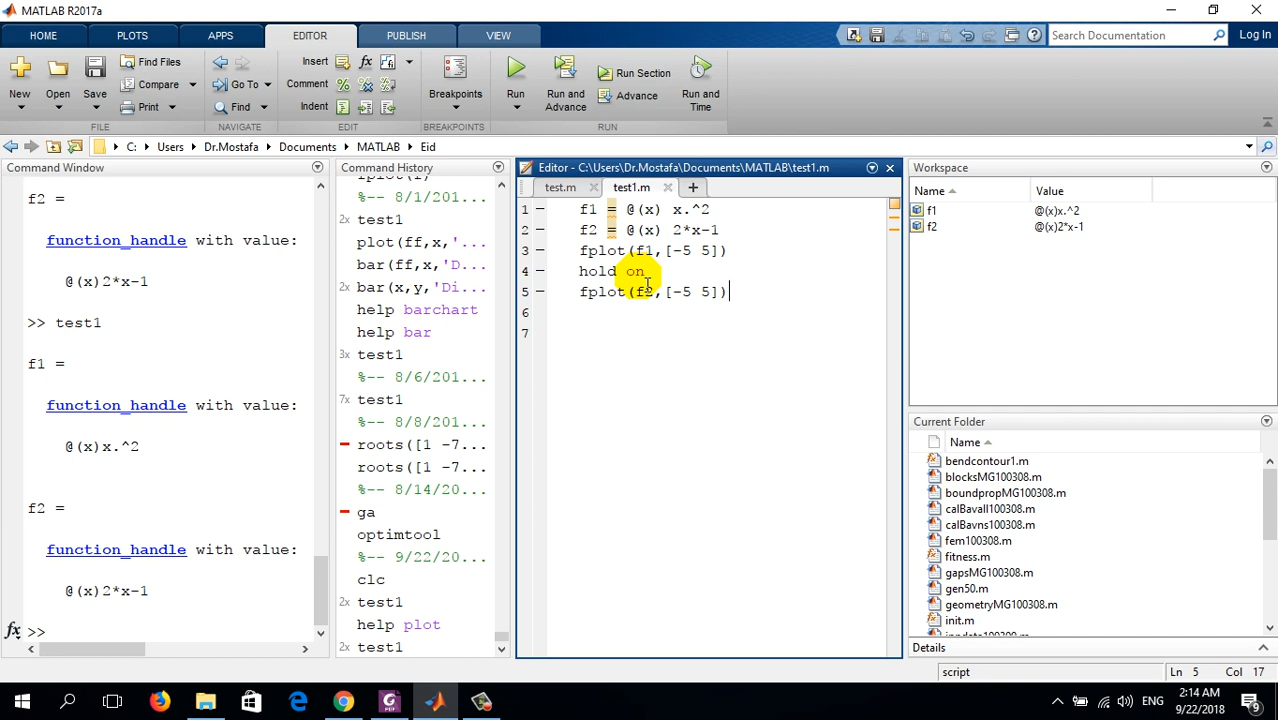 MATLAB R2017a
HOME PLOTS APPS EDITOR PUBLISH VIEW Search Documentation Log In
New Open Save Find Files Compare Print Go To Find Insert Comment Indent Breakpoints Run Run and Advance Run Section Advance Run and Time
FILE NAVIGATE EDIT BREAKPOINTS RUN
C: Users Dr.Mostafa Documents MATLAB Eid
Command Window
f2 =
function_handle with value:
@(x)2*x-1
>> test1
f1 =
function_handle with value:
@(x)x.^2
f2 =
function_handle with value:
@(x)2*x-1
fx >>
Command History
%-- 8/1/201...
2x test1
plot(ff,x,'...
bar(ff,x,'D...
2x bar(x,y,'Di...
help barchart
help bar
3x test1
%-- 8/6/201...
7x test1
%-- 8/8/201...
roots([1 -7...
roots([1 -7...
%-- 8/14/20...
ga
optimtool
%-- 9/22/20...
clc
2x test1
help plot
2x test1
Editor - C:\Users\Dr.Mostafa\Documents\MATLAB\test1.m
test.m test1.m
1 f1 = @(x) x.^2
2 f2 = @(x) 2*x-1
3 fplot(f1,[-5 5])
4 hold on
5 fplot(f2,[-5 5])
6
7
Workspace
Name Value
f1 @(x)x.^2
f2 @(x)2*x-1
Current Folder
Name
bendcontour1.m
blocksMG100308.m
boundpropMG100308.m
calBavall100308.m
calBavns100308.m
fem100308.m
fitness.m
gapsMG100308.m
gen50.m
geometryMG100308.m
init.m
Details
script Ln 5 Col 17
ENG 2:14 AM
9/22/2018 9